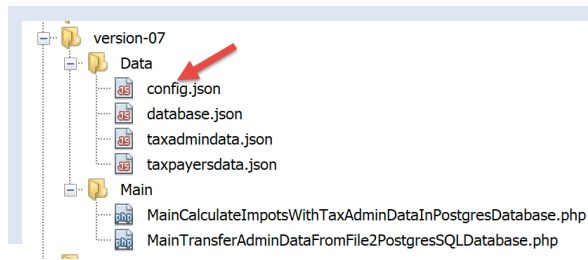 version-07
Data
config.json
database.json
taxadmindata.json
taxpayersdata.json
Main
MainCalculateImpotsWithTaxAdminDataInPostgresDatabase.php
MainTransferAdminDataFromFile2PostgresSQLDatabase.php